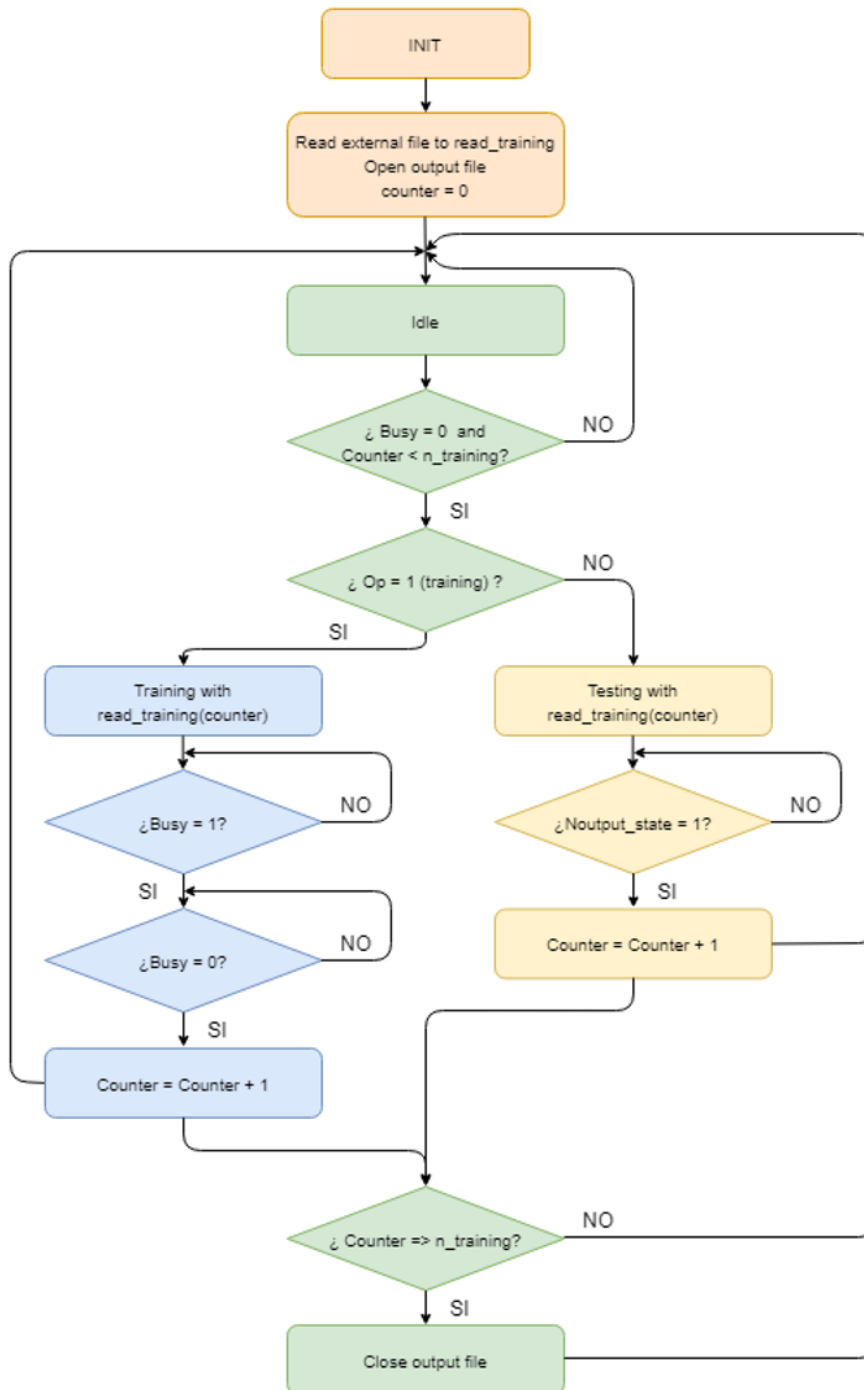 INIT
Read external file to read_training
Open output file
counter = 0
Idle
¿ Busy = 0 and
Counter < n_training?
NO
SI
¿ Op = 1 (training) ?
NO
SI
Training with
read_training(counter)
Testing with
read_training(counter)
¿Busy = 1?
NO
¿Noutput_state = 1?
NO
SI
SI
¿Busy = 0?
NO
Counter = Counter + 1
SI
Counter = Counter + 1
¿ Counter => n_training?
NO
SI
Close output file